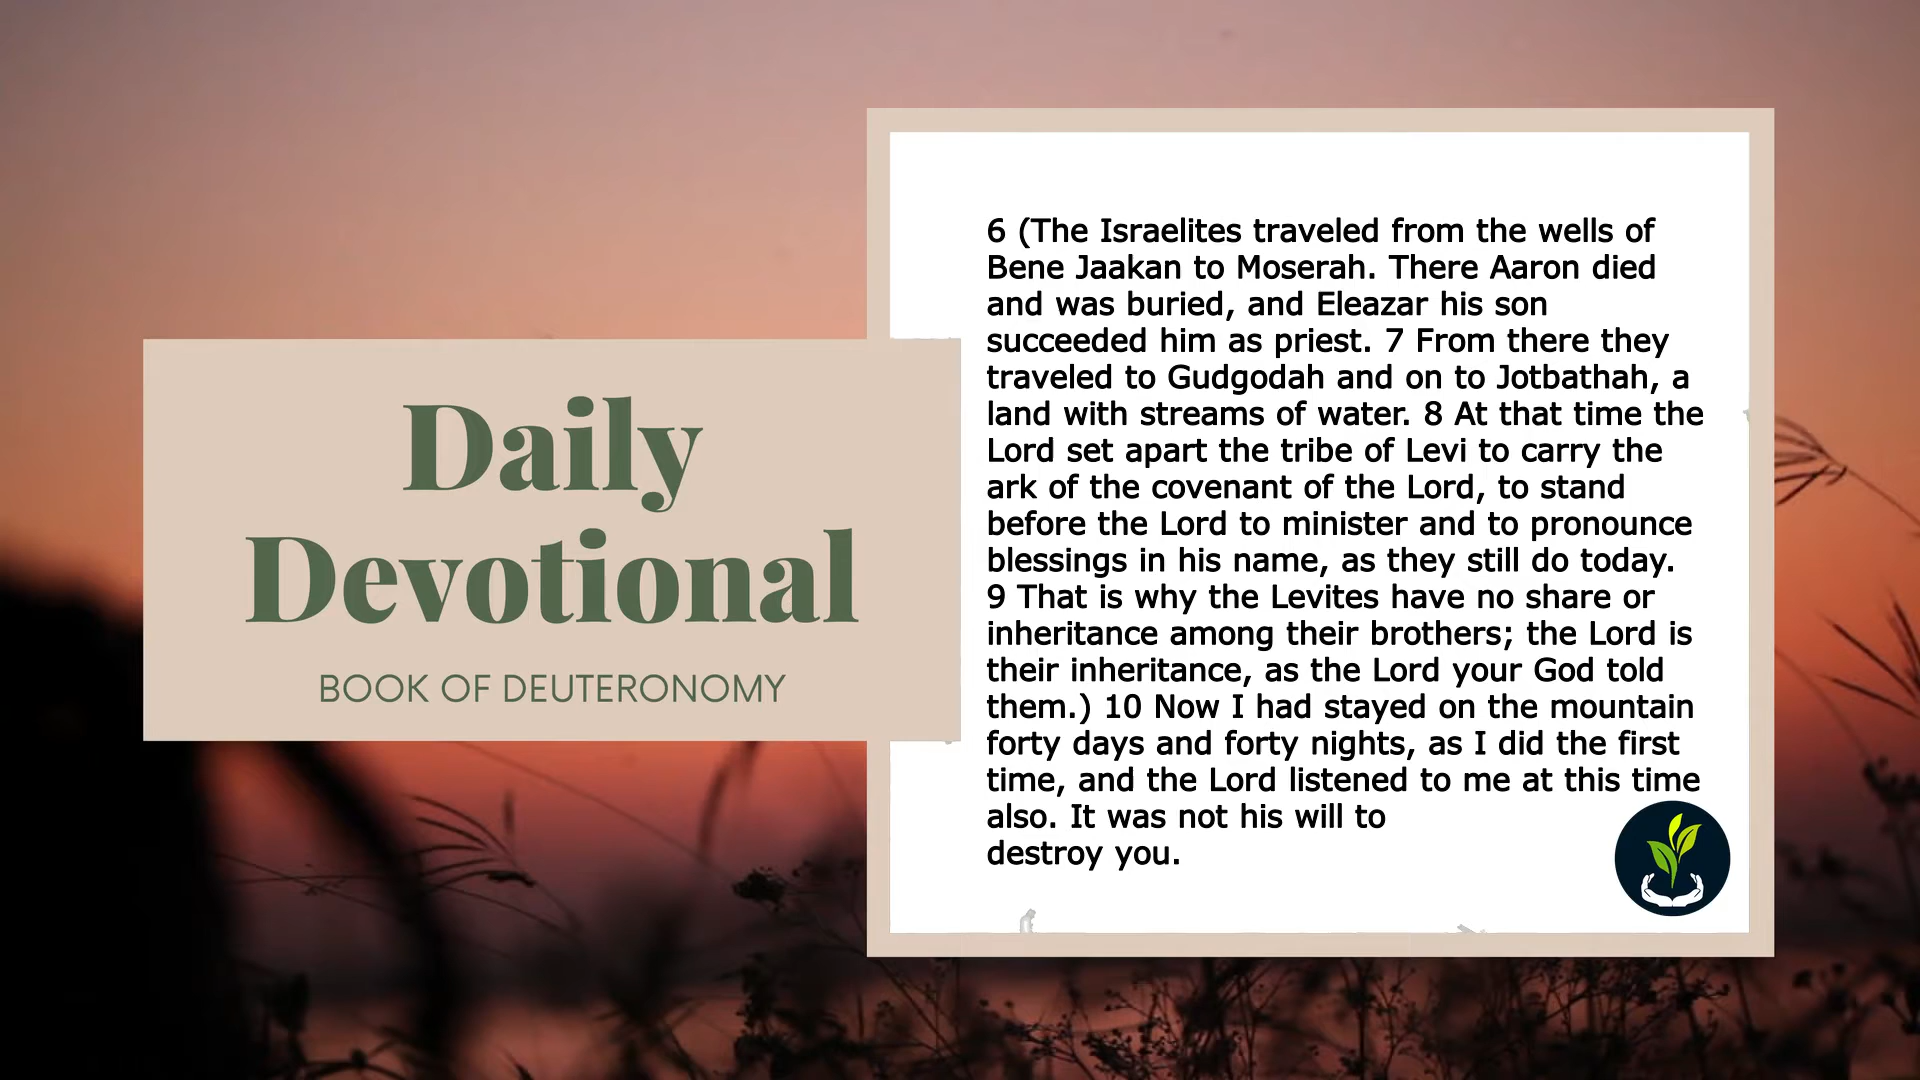 Daily
Devotional
BOOK OF DEUTERONOMY
6 (The Israelites traveled from the wells of
Bene Jaakan to Moserah. There Aaron died
and was buried, and Eleazar his son
succeeded him as priest. 7 From there they
traveled to Gudgodah and on to Jotbathah, a
land with streams of water. 8 At that time the
Lord set apart the tribe of Levi to carry the
ark of the covenant of the Lord, to stand
before the Lord to minister and to pronounce
blessings in his name, as they still do today.
9 That is why the Levites have no share or
inheritance among their brothers; the Lord is
their inheritance, as the Lord your God told
them.) 10 Now I had stayed on the mountain
forty days and forty nights, as I did the first
time, and the Lord listened to me at this time
also. It was not his will to
destroy you.